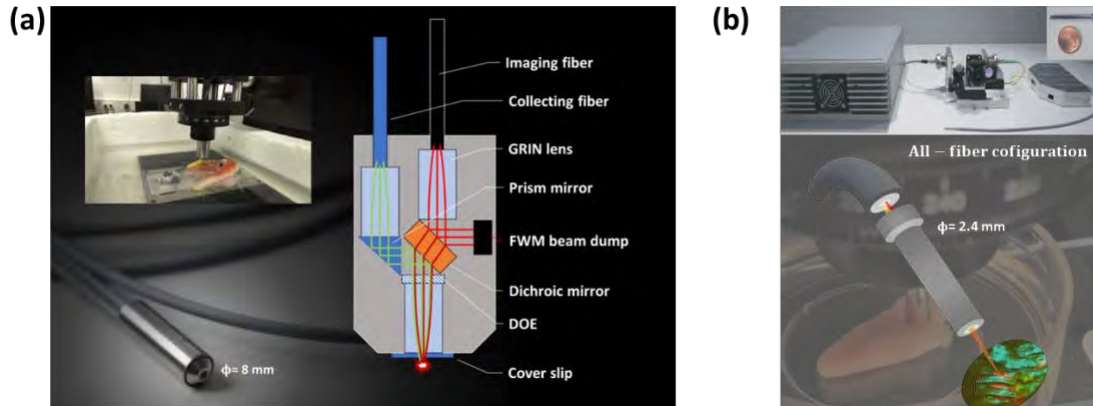 (a)
Imaging fiber
Collecting fiber
GRIN lens
Prism mirror
FWM beam dump
Dichroic mirror
DOE
Cover slip
ϕ= 8 mm
(b)
All – fiber cofiguration
ϕ= 2.4 mm